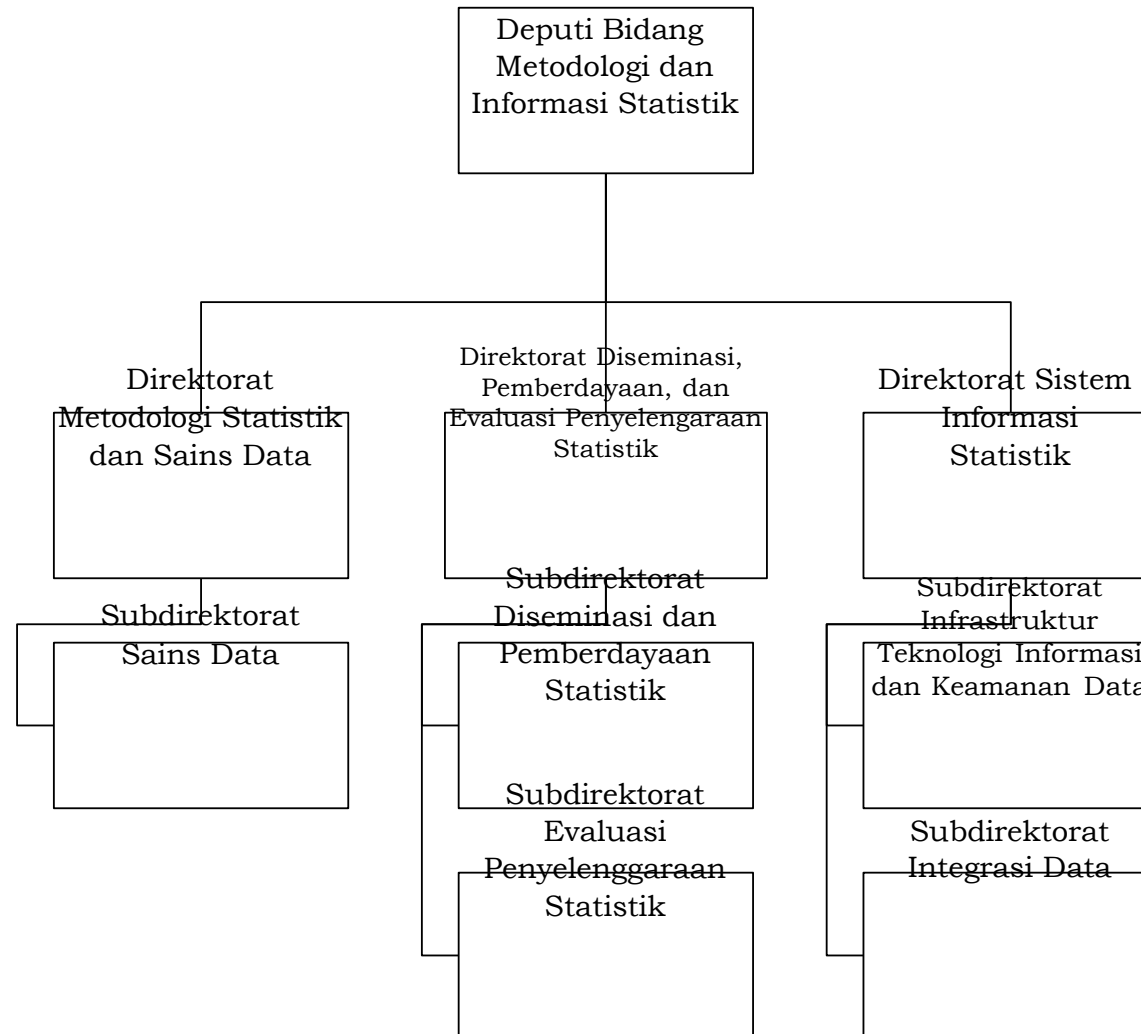 Deputi Bidang
Metodologi dan
Informasi Statistik
Direktorat
Metodologi Statistik
dan Sains Data
Direktorat Diseminasi,
Pemberdayaan, dan
Evaluasi Penyelengaraan
Statistik
Direktorat Sistem
Informasi
Statistik
Subdirektorat
Sains Data
Subdirektorat
Diseminasi dan
Pemberdayaan
Statistik
Subdirektorat
Infrastruktur
Teknologi Informasi
dan Keamanan Data
Subdirektorat
Evaluasi
Penyelenggaraan
Statistik
Subdirektorat
Integrasi Data